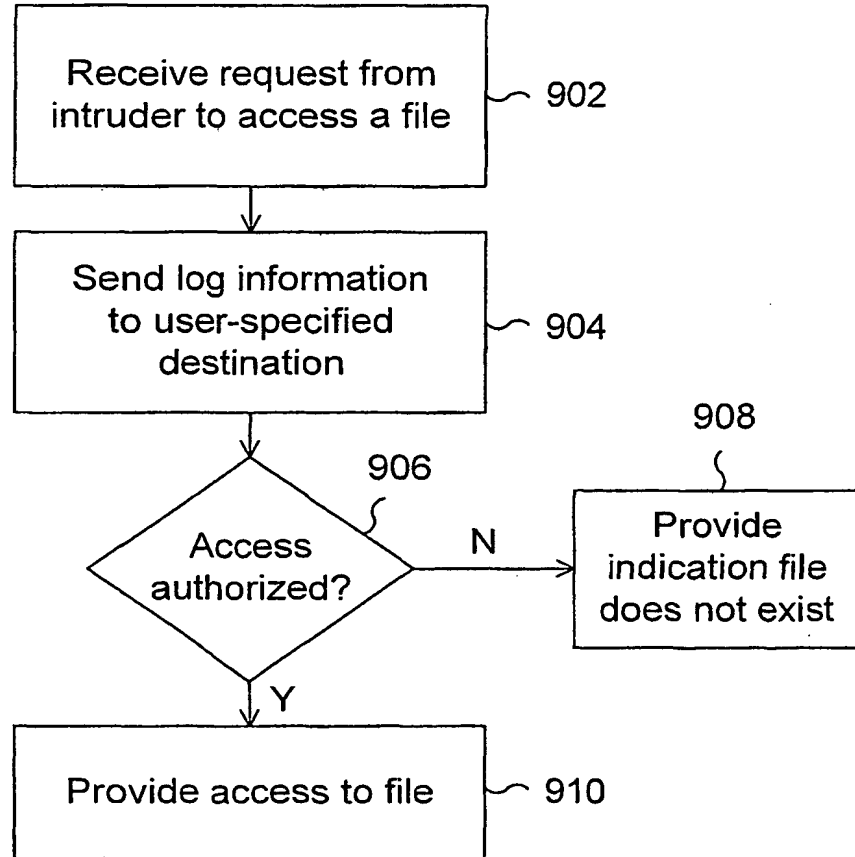 Receive request from
intruder to access a file
902
Send log information
to user-specified
destination
904
906
Access
authorized?
N
908
Provide
indication file
does not exist
Y
Provide access to file
910